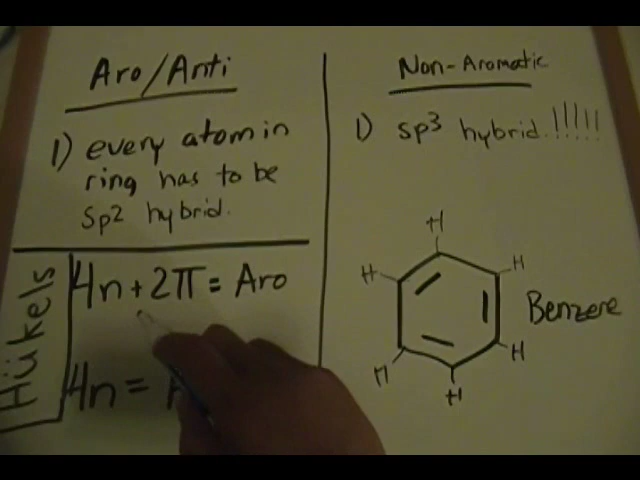 Aro/Anti
1) every atom in
ring has to be
Sp2 hybrid.
Hükels
4n+2π = Aro
4n =
Non-Aromatic
1) sp3 hybrid.!!!!!
H
H
H
Benzene
H
H
H